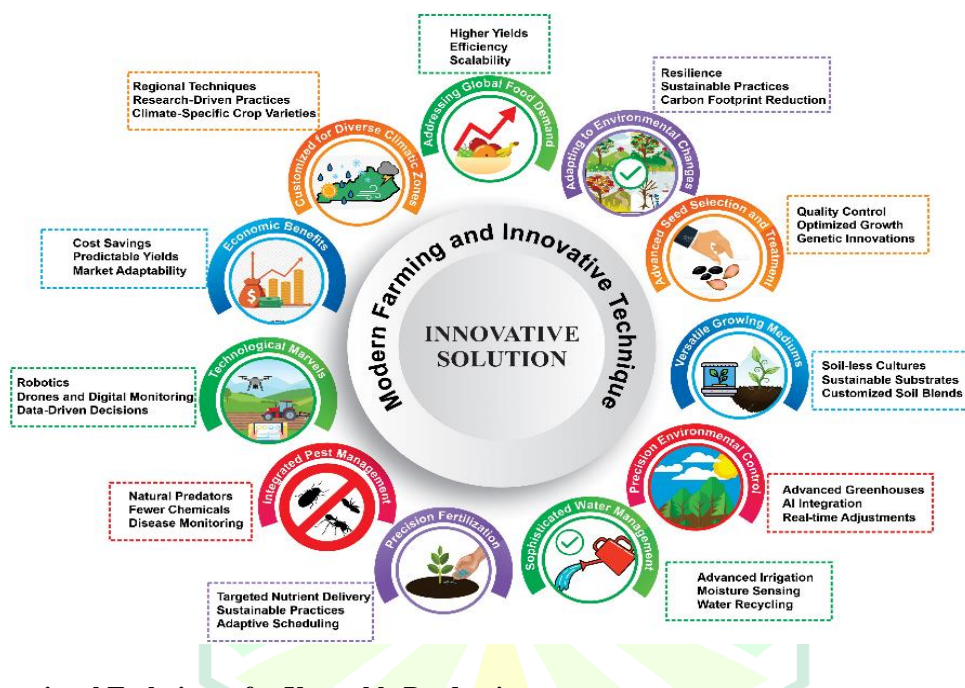 Higher Yields
Efficiency
Scalability
Addressing Global Food Demand
Resilience
Sustainable Practices
Carbon Footprint Reduction
Adapting to Environmental Changes
Quality Control
Optimized Growth
Genetic Innovations
Advanced Seed Selection and Treatment
Versatile Growing Mediums
Soil-less Cultures
Sustainable Substrates
Customized Soil Blends
Precision Environmental Control
Advanced Greenhouses
AI Integration
Real-time Adjustments
Sophisticated Water Management
Advanced Irrigation
Moisture Sensing
Water Recycling
Precision Fertilization
Targeted Nutrient Delivery
Sustainable Practices
Adaptive Scheduling
Integrated Pest Management
Natural Predators
Fewer Chemicals
Disease Monitoring
Technological Marvels
Robotics
Drones and Digital Monitoring
Data-Driven Decisions
Economic Benefits
Cost Savings
Predictable Yields
Market Adaptability
Customized for Diverse Climatic Zones
Regional Techniques
Research-Driven Practices
Climate-Specific Crop Varieties
Modern Farming and Innovative Technique
INNOVATIVE
SOLUTION